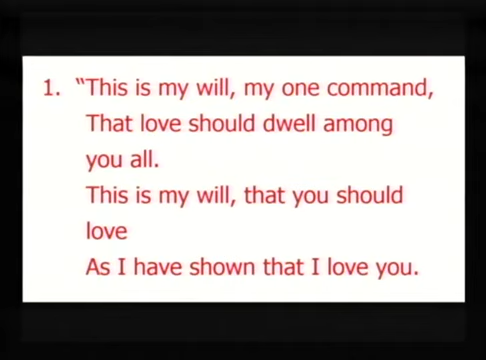 1. “This is my will, my one command,
That love should dwell among
you all.
This is my will, that you should
love
As I have shown that I love you.